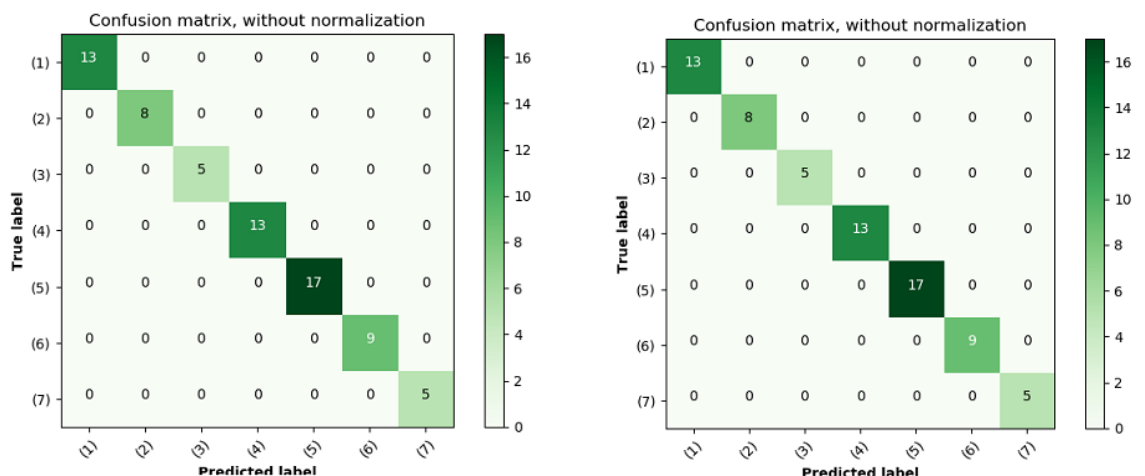 Confusion matrix, without normalization
(1) 13 0 0 0 0 0 0
(2) 0 8 0 0 0 0 0
(3) 0 0 5 0 0 0 0
(4) 0 0 0 13 0 0 0
(5) 0 0 0 0 17 0 0
(6) 0 0 0 0 0 9 0
(7) 0 0 0 0 0 0 5
(1) (2) (3) (4) (5) (6) (7)
True label
Predicted label
16
14
12
10
8
6
4
2
0
Confusion matrix, without normalization
(1) 13 0 0 0 0 0 0
(2) 0 8 0 0 0 0 0
(3) 0 0 5 0 0 0 0
(4) 0 0 0 13 0 0 0
(5) 0 0 0 0 17 0 0
(6) 0 0 0 0 0 9 0
(7) 0 0 0 0 0 0 5
(1) (2) (3) (4) (5) (6) (7)
True label
Predicted label
16
14
12
10
8
6
4
2
0